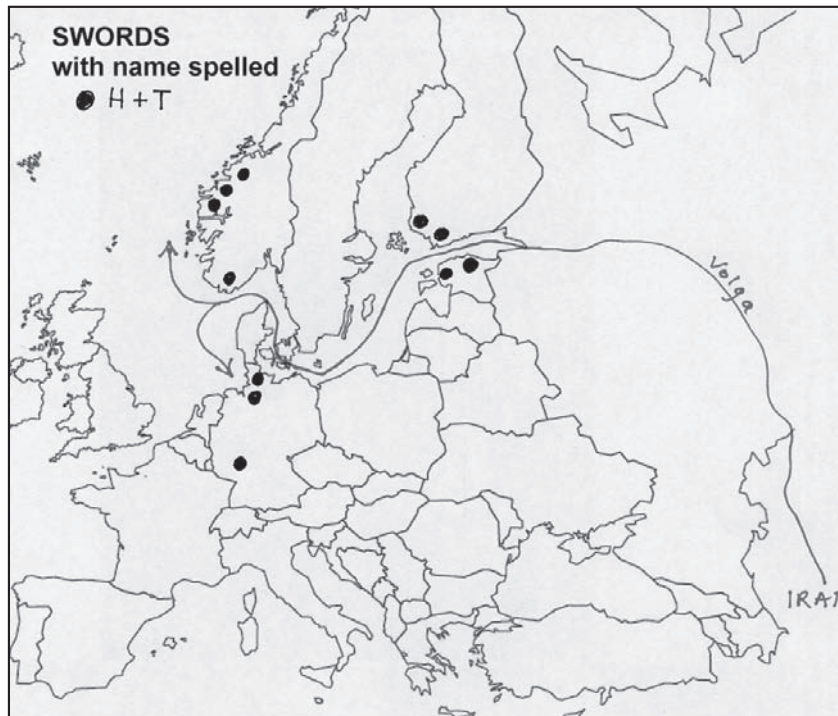 SWORDS
with name spelled
● H + T
Volga
IRAN